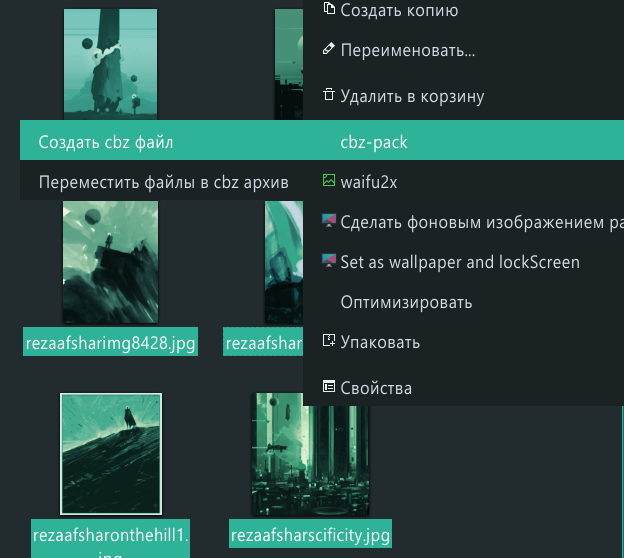 Создать копию
Переименовать...
Удалить в корзину
Создать cbz файл
cbz-pack
Переместить файлы в cbz архив
waifu2x
Сделать фоновым изображением
Set as wallpaper and lockScreen
Оптимизировать
Упаковать
Свойства
rezaafsharimg8428.jpg
rezaafshar
rezaafsharonthehill1.
jpg
rezaafsharscificity.jpg